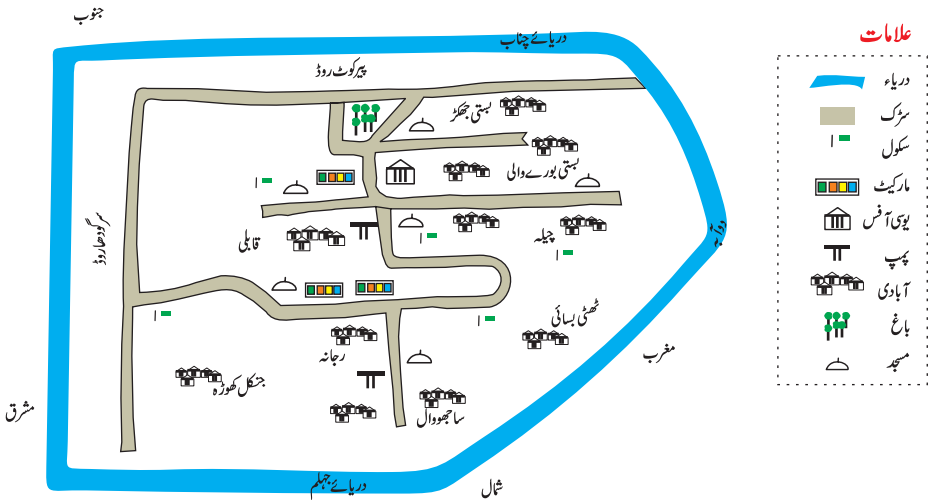 جنوب
دریائے چناب
پیرکوٹ روڈ
بستی جھکڑ
بستی بورے والی
سرگودھا روڈ
قابلی
چیلہ
دوآبہ
ٹھٹی بسائی
مغرب
رجانہ
جنگل کھوڑہ
ساجھووال
مشرق
دریائے جہلم
شمال
علامات
دریاء
سڑک
سکول
مارکیٹ
یوسی آفس
پمپ
آبادی
باغ
مسجد